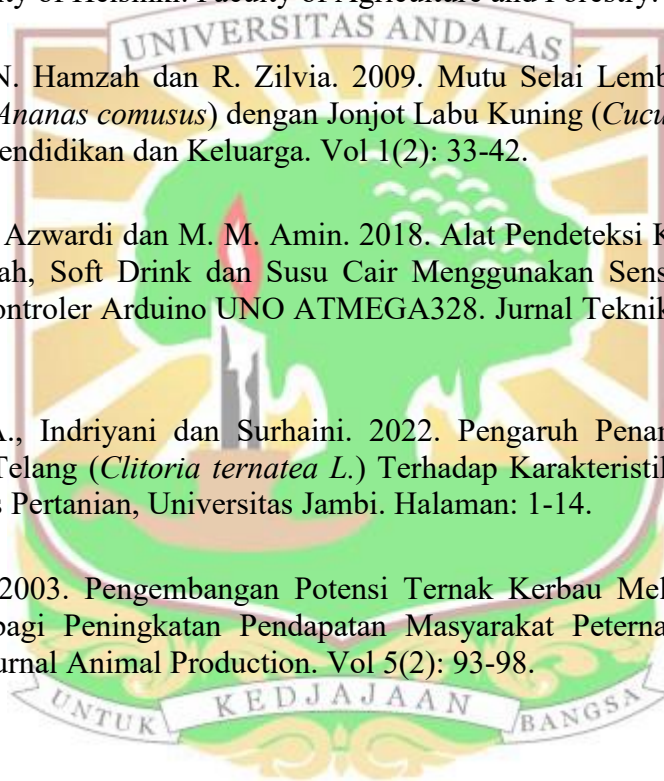 ty of Helsinki. Faculty of Agriculture and Forestry.
UNIVERSITAS ANDALAS
N. Hamzah dan R. Zilvia. 2009. Mutu Selai Lemb
Ananas comusus) dengan Jonjot Labu Kuning (Cucu
endidikan dan Keluarga. Vol 1(2): 33-42.
Azwardi dan M. M. Amin. 2018. Alat Pendeteksi K
ah, Soft Drink dan Susu Cair Menggunakan Sens
ontroler Arduino UNO ATMEGA328. Jurnal Teknik
A., Indriyani dan Surhaini. 2022. Pengaruh Penam
Telang (Clitoria ternatea L.) Terhadap Karakteristik
s Pertanian, Universitas Jambi. Halaman: 1-14.
2003. Pengembangan Potensi Ternak Kerbau Mel
bagi Peningkatan Pendapatan Masyarakat Peterna
urnal Animal Production. Vol 5(2): 93-98.
UNTUK KEDJAJAAN BANGSA